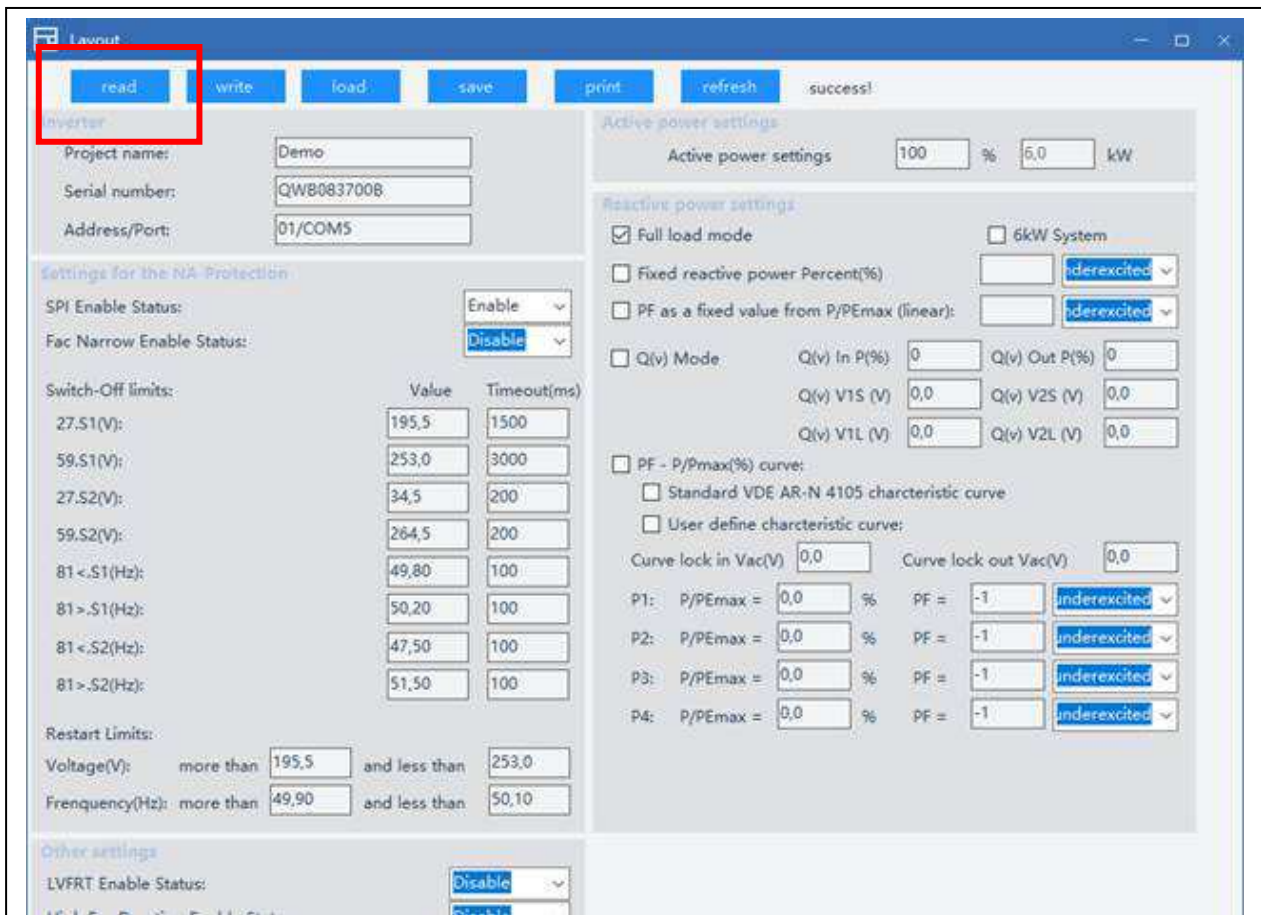 Layout
read write load save print refresh success!
Inverter
Project name: Demo
Serial number: QWB083700B
Address/Port: 01/COM5
Settings for the NA-Protection
SPI Enable Status: Enable
Fac Narrow Enable Status: Disable
Switch-Off limits: Value Timeout(ms)
27.S1(V): 195,5 1500
59.S1(V): 253,0 3000
27.S2(V): 34,5 200
59.S2(V): 264,5 200
81<.S1(Hz): 49,80 100
81>.S1(Hz): 50,20 100
81<.S2(Hz): 47,50 100
81>.S2(Hz): 51,50 100
Restart Limits:
Voltage(V): more than 195,5 and less than 253,0
Frenquency(Hz): more than 49,90 and less than 50,10
Other settings
LVFRT Enable Status: Disable
Active power settings
Active power settings 100 % 6,0 kW
Reactive power settings
Full load mode 6kW System
Fixed reactive power Percent(%) nderexcited
PF as a fixed value from P/PEmax (linear): nderexcited
Q(v) Mode Q(v) In P(%) 0 Q(v) Out P(%) 0
Q(v) V1S (V) 0,0 Q(v) V2S (V) 0,0
Q(v) V1L (V) 0,0 Q(v) V2L (V) 0,0
PF - P/Pmax(%) curve:
Standard VDE AR-N 4105 charcteristic curve
User define charcteristic curve:
Curve lock in Vac(V) 0,0 Curve lock out Vac(V) 0,0
P1: P/PEmax = 0,0 % PF = -1 underexcited
P2: P/PEmax = 0,0 % PF = -1 underexcited
P3: P/PEmax = 0,0 % PF = -1 underexcited
P4: P/PEmax = 0,0 % PF = -1 underexcited